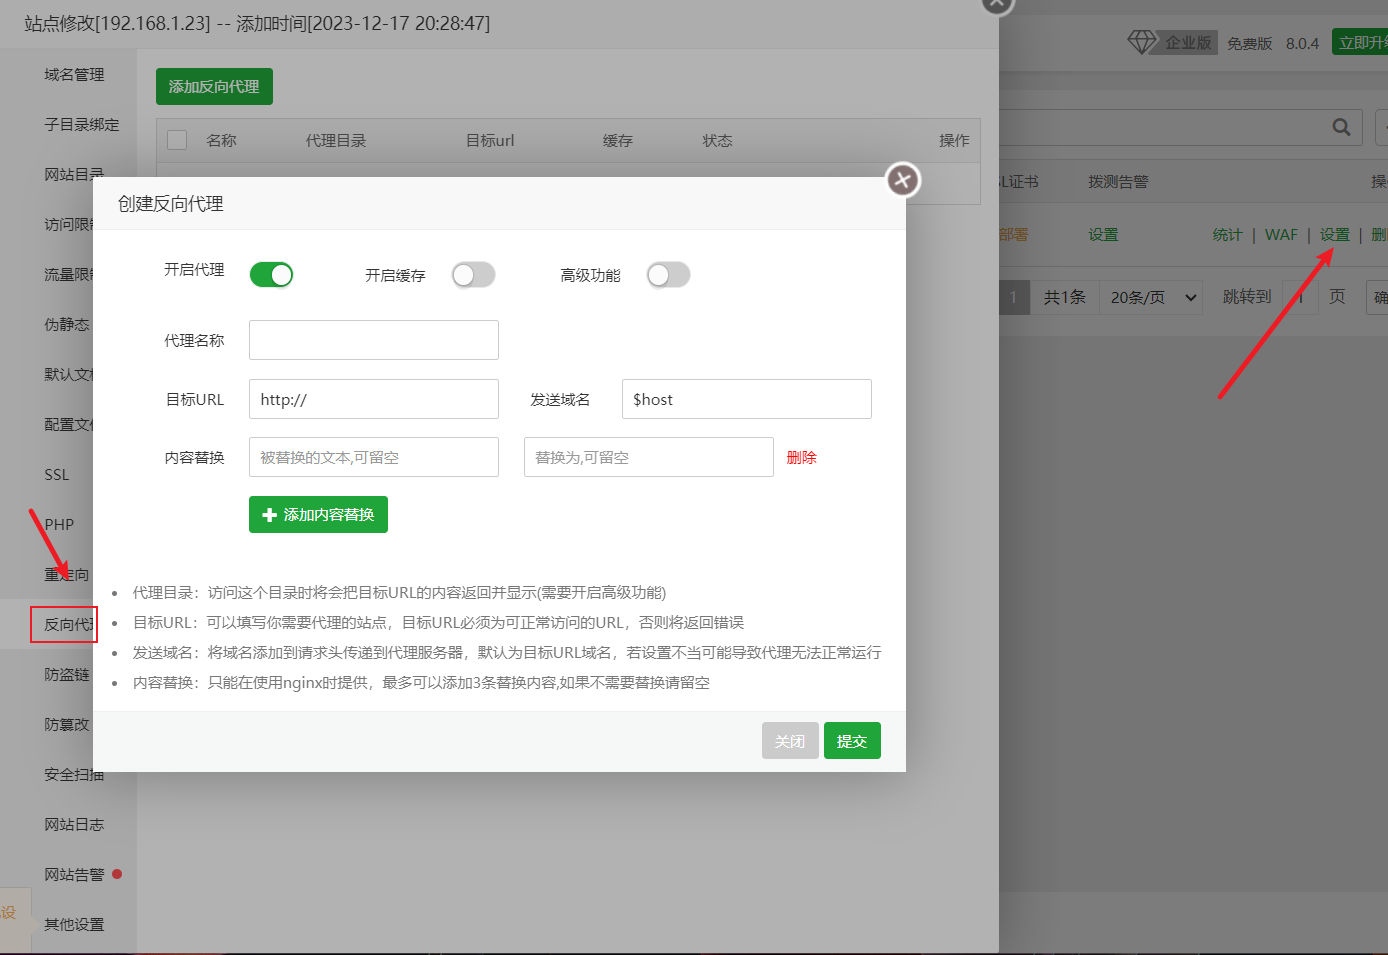 站点修改[192.168.1.23] -- 添加时间[2023-12-17 20:28:47]
企业版 免费版 8.0.4 立即升级
域名管理
子目录绑定
网站目录
访问限
流量限
伪静态
默认文
配置文
SSL
PHP
重定向
反向代
防盗链
防篡改
安全扫描
网站日志
网站告警
其他设置
设
添加反向代理
名称 代理目录 目标url 缓存 状态 操作
创建反向代理
开启代理 开启缓存 高级功能
代理名称
目标URL http:// 发送域名 $host
内容替换 被替换的文本,可留空 替换为,可留空 删除
添加内容替换
代理目录：访问这个目录时将会把目标URL的内容返回并显示(需要开启高级功能)
目标URL：可以填写你需要代理的站点，目标URL必须为可正常访问的URL，否则将返回错误
发送域名：将域名添加到请求头传递到代理服务器，默认为目标URL域名，若设置不当可能导致代理无法正常运行
内容替换：只能在使用nginx时提供，最多可以添加3条替换内容,如果不需要替换请留空
关闭 提交
L证书 拨测告警 操
部署 设置 统计 | WAF | 设置 | 删
1 共1条 20条/页 跳转到 1 页 确